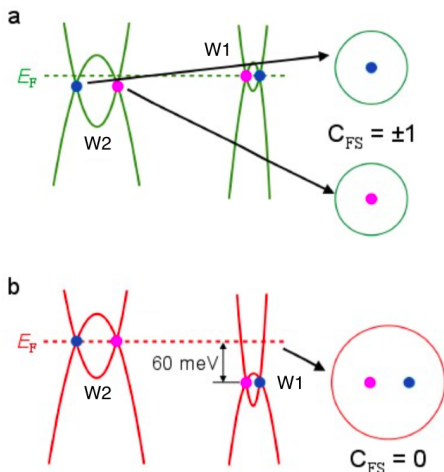 a
W1
E_F
W2
C_FS = ±1
b
E_F
60 meV
W1
W2
C_FS = 0